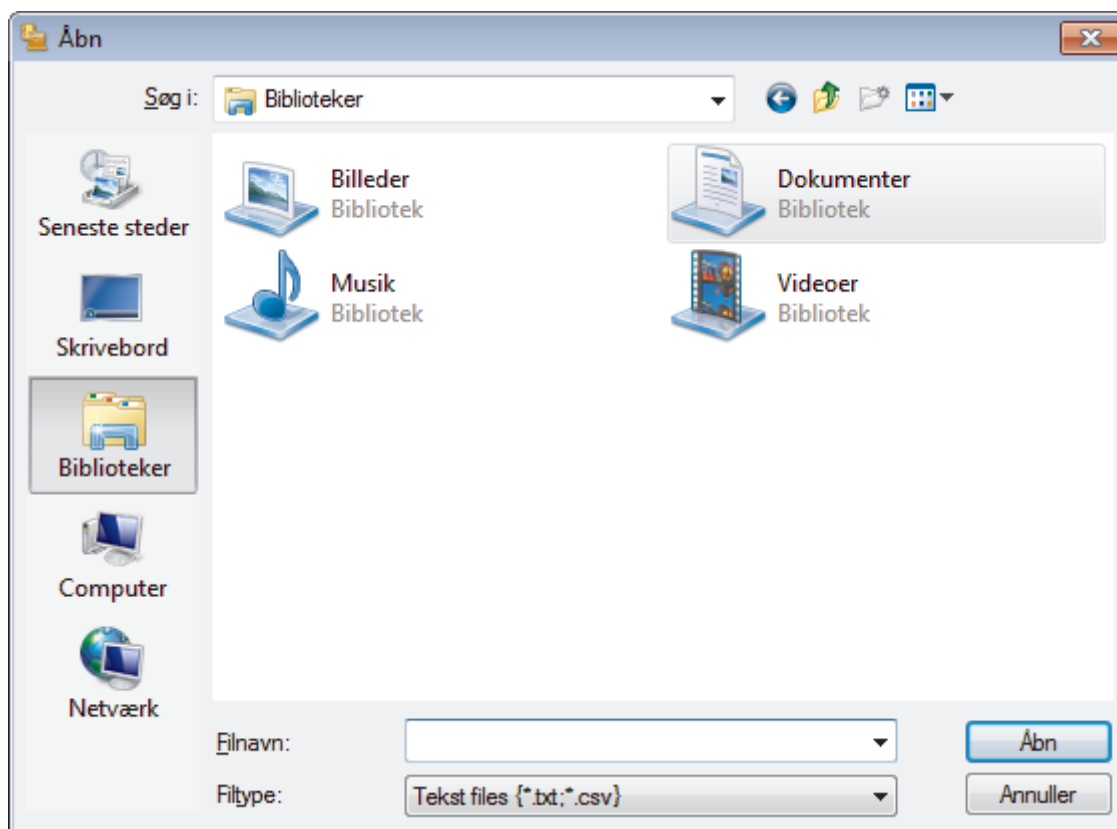 Åbn
Søg i:
Biblioteker
Seneste steder
Skrivebord
Biblioteker
Computer
Netværk
Billeder
Bibliotek
Dokumenter
Bibliotek
Musik
Bibliotek
Videoer
Bibliotek
Filnavn:
Åbn
Filtype:
Tekst files {*.txt;*.csv}
Annuller